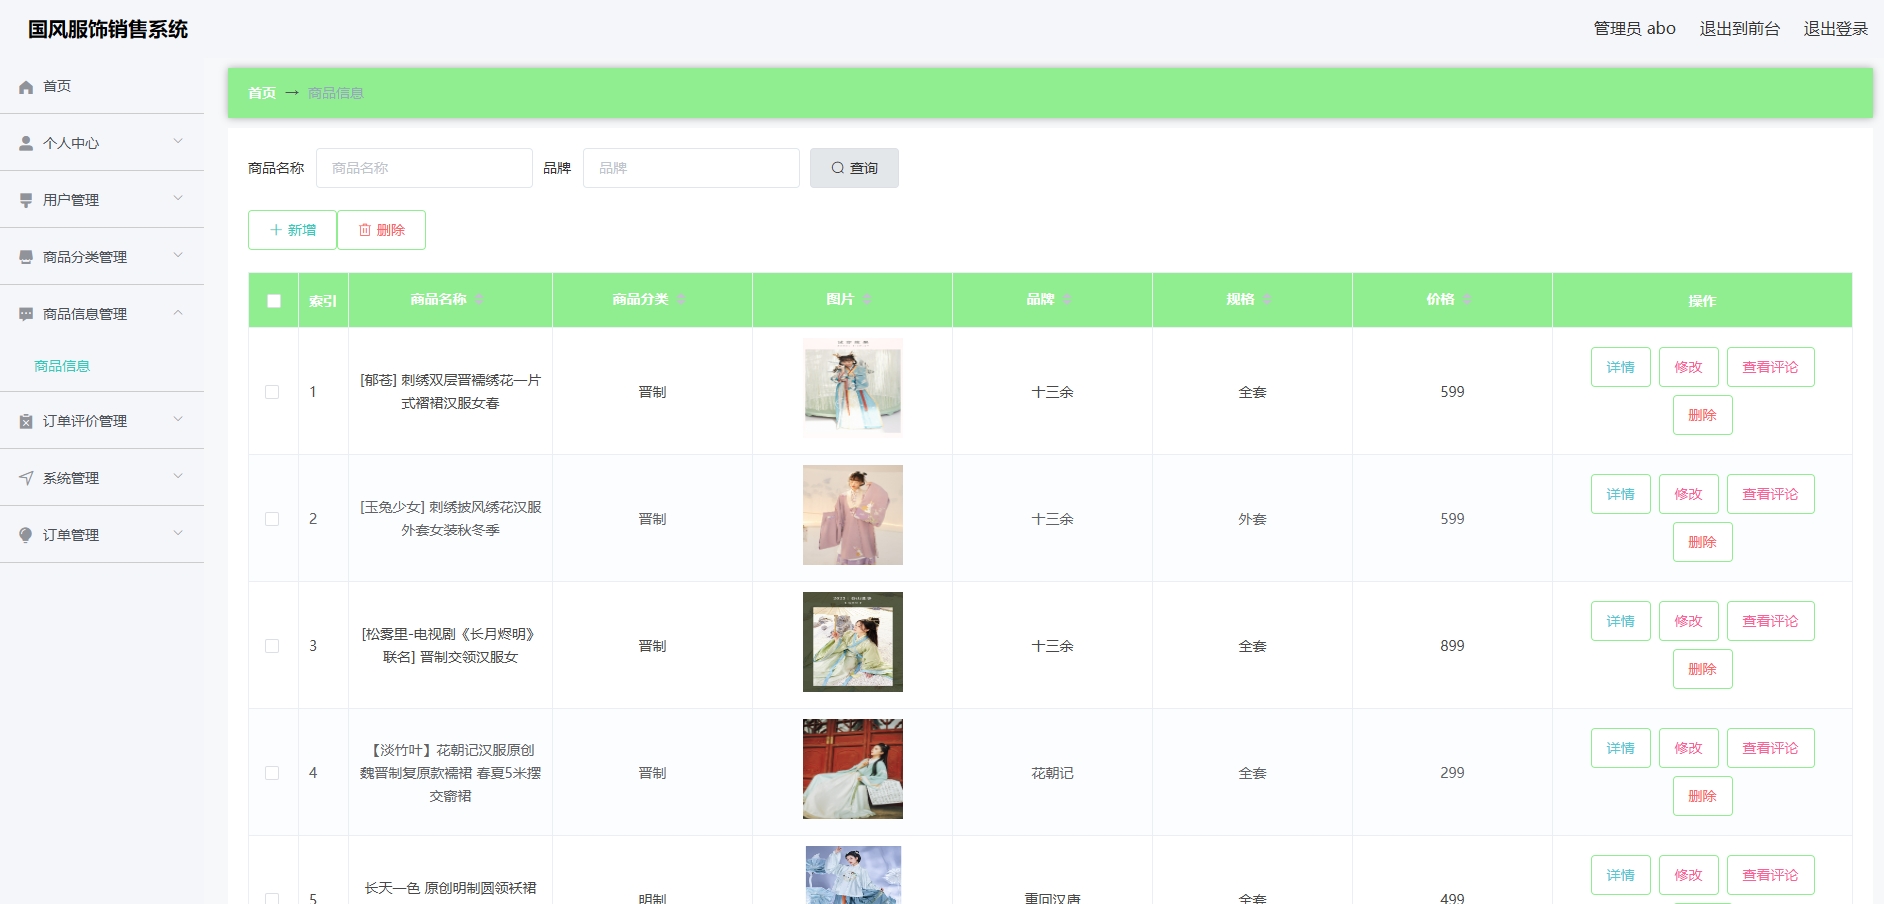 国风服饰销售系统
管理员 abo 退出到前台 退出登录
首页
个人中心
用户管理
商品分类管理
商品信息管理
商品信息
订单评价管理
系统管理
订单管理
首页 → 商品信息
商品名称 商品名称 品牌 品牌 查询
新增 删除
索引 商品名称 商品分类 图片 品牌 规格 价格 操作
1 [郁苍] 刺绣双层晋襦绣花一片式褶裙汉服女春 晋制 十三余 全套 599 详情 修改 查看评论 删除
2 [玉兔少女] 刺绣披风绣花汉服外套女装秋冬季 晋制 十三余 外套 599 详情 修改 查看评论 删除
3 [松雾里-电视剧《长月烬明》联名] 晋制交领汉服女 晋制 十三余 全套 899 详情 修改 查看评论 删除
4 【淡竹叶】花朝记汉服原创魏晋制复原款襦裙 春夏5米摆交窬裙 晋制 花朝记 全套 299 详情 修改 查看评论 删除
5 长天一色 原创明制圆领袄裙 明制 重回汉唐 全套 499 详情 修改 查看评论